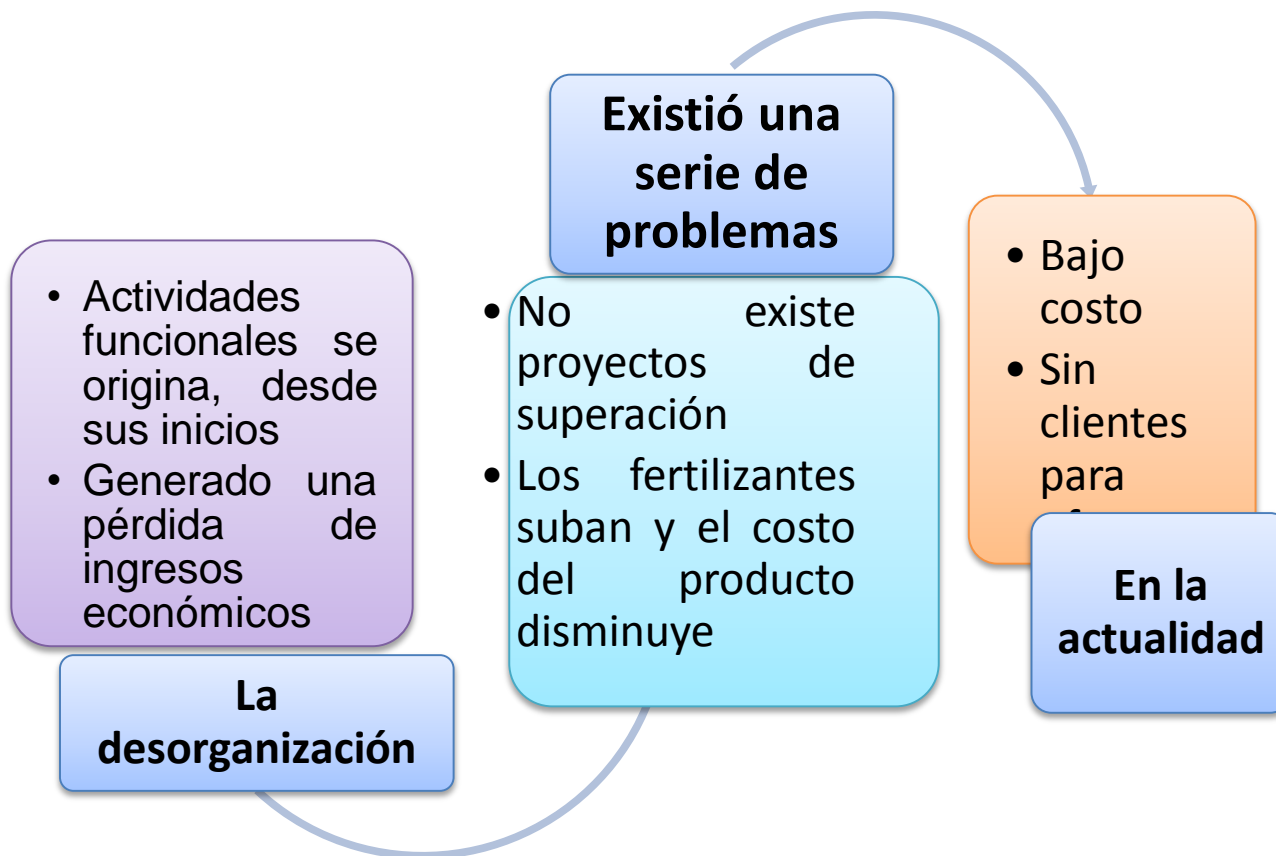 • Actividades
funcionales se
origina, desde
sus inicios
• Generado una
pérdida de
ingresos
económicos
La
desorganización
Existió una
serie de
problemas
• No existe
proyectos de
superación
• Los fertilizantes
suban y el costo
del producto
disminuye
• Bajo
costo
• Sin
clientes
para
En la
actualidad